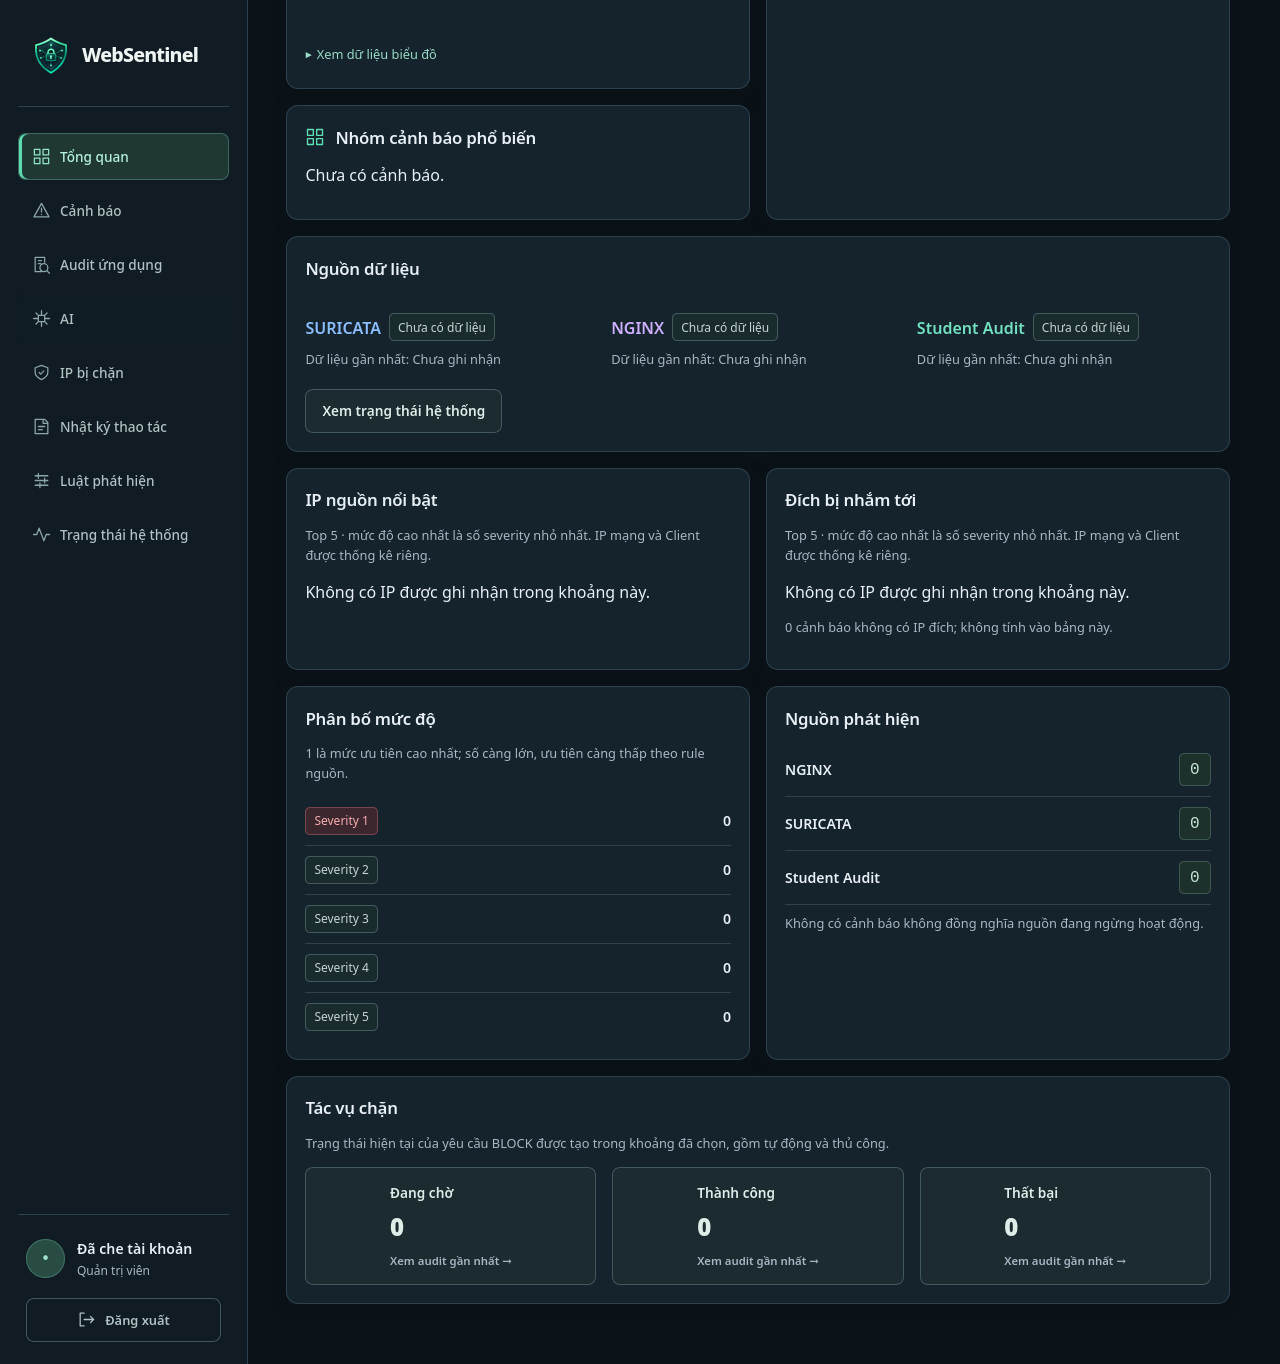 WebSentinel
Tổng quan
Cảnh báo
Audit ứng dụng
AI
IP bị chặn
Nhật ký thao tác
Luật phát hiện
Trạng thái hệ thống
Đã che tài khoản
Quản trị viên
Đăng xuất
▸ Xem dữ liệu biểu đồ
Nhóm cảnh báo phổ biến
Chưa có cảnh báo.
Nguồn dữ liệu
SURICATA Chưa có dữ liệu
Dữ liệu gần nhất: Chưa ghi nhận
NGINX Chưa có dữ liệu
Dữ liệu gần nhất: Chưa ghi nhận
Student Audit Chưa có dữ liệu
Dữ liệu gần nhất: Chưa ghi nhận
Xem trạng thái hệ thống
IP nguồn nổi bật
Top 5 · mức độ cao nhất là số severity nhỏ nhất. IP mạng và Client
được thống kê riêng.
Không có IP được ghi nhận trong khoảng này.
Đích bị nhắm tới
Top 5 · mức độ cao nhất là số severity nhỏ nhất. IP mạng và Client
được thống kê riêng.
Không có IP được ghi nhận trong khoảng này.
0 cảnh báo không có IP đích; không tính vào bảng này.
Phân bố mức độ
1 là mức ưu tiên cao nhất; số càng lớn, ưu tiên càng thấp theo rule
nguồn.
Severity 1 0
Severity 2 0
Severity 3 0
Severity 4 0
Severity 5 0
Nguồn phát hiện
NGINX 0
SURICATA 0
Student Audit 0
Không có cảnh báo không đồng nghĩa nguồn đang ngừng hoạt động.
Tác vụ chặn
Trạng thái hiện tại của yêu cầu BLOCK được tạo trong khoảng đã chọn, gồm tự động và thủ công.
Đang chờ
0
Xem audit gần nhất →
Thành công
0
Xem audit gần nhất →
Thất bại
0
Xem audit gần nhất →